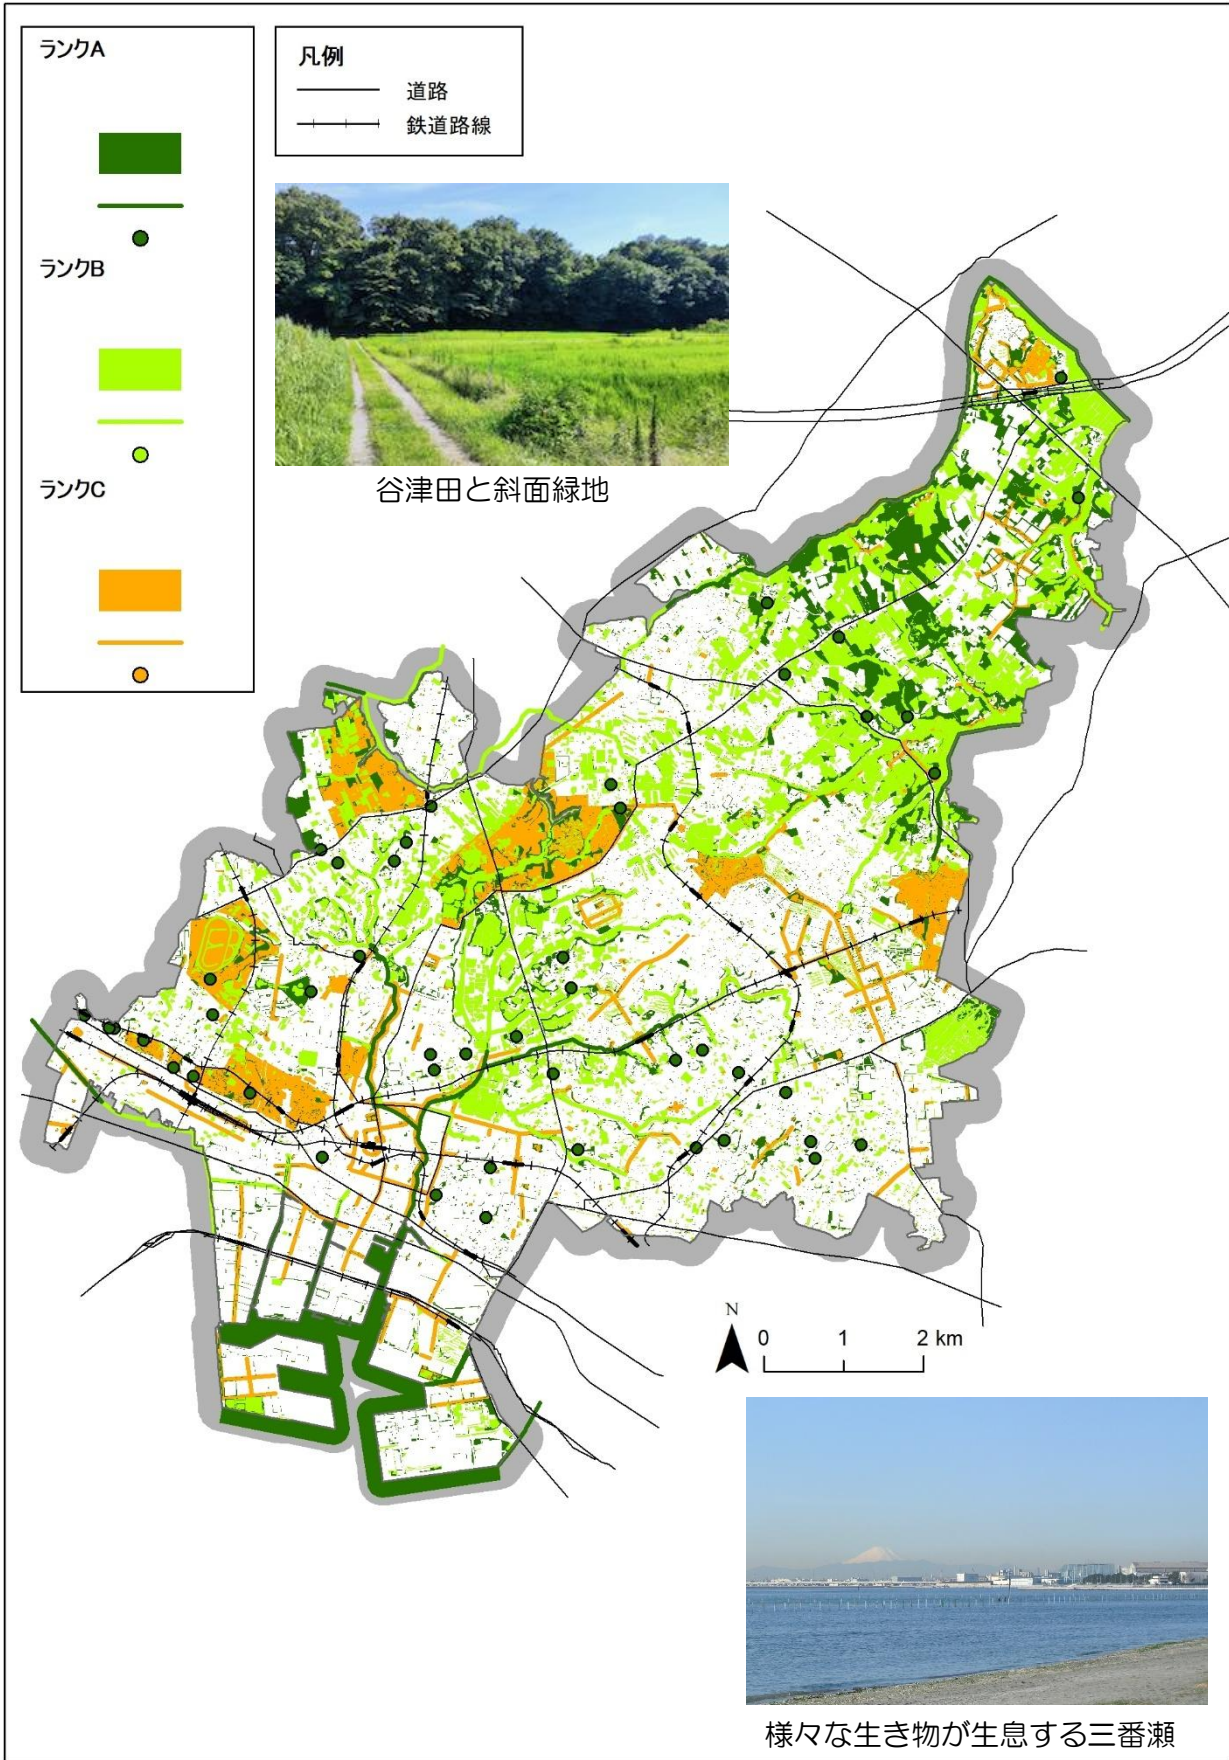 ランクA
ランクB
ランクC
凡例
道路
鉄道路線
谷津田と斜面緑地
N
0 1 2 km
様々な生き物が生息する三番瀬